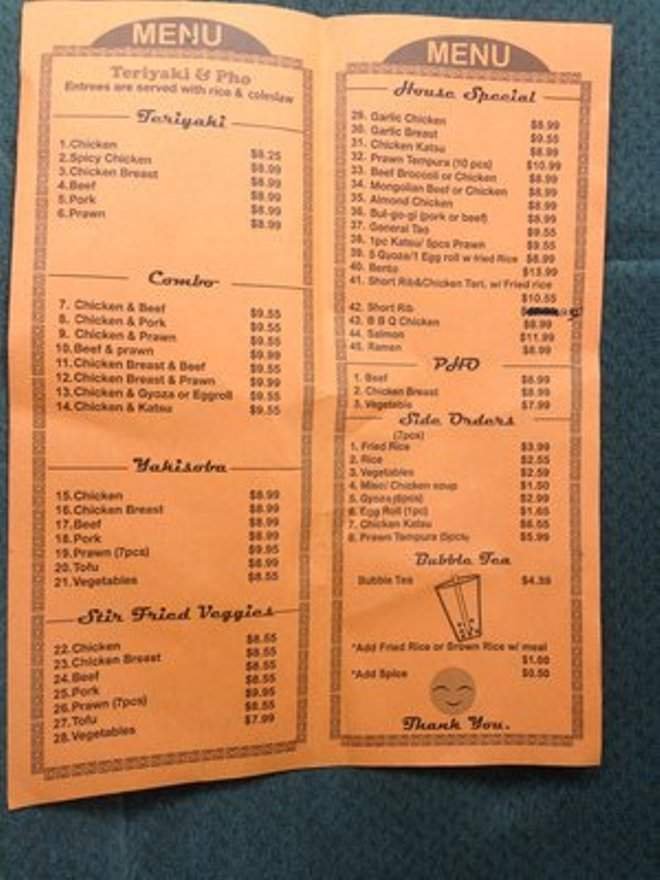 MENU
Teriyaki & Pho
Entrees are served with rice & coleslaw
Teriyaki
1.Chicken $8.25
2.Spicy Chicken $8.99
3.Chicken Breast $8.99
4.Beef $8.99
5.Pork $8.99
6.Prawn $8.99
Combo
7. Chicken & Beef $9.55
8. Chicken & Pork $9.55
9. Chicken & Prawn $9.55
10.Beef & prawn $9.99
11.Chicken Breast & Beef $9.55
12.Chicken Breast & Prawn $9.99
13.Chicken & Gyoza or Eggroll $9.55
14.Chicken & Katsu $9.55
Yakisoba
15.Chicken $8.99
16.Chicken Breast $8.99
17.Beef $8.99
18.Pork $8.99
19.Prawn (7pcs) $9.95
20.Tofu $8.99
21.Vegetables $8.55
Stir Fried Veggies
22.Chicken $8.55
23.Chicken Breast $8.55
24.Beef $8.55
25.Pork $8.55
26.Prawn (7pcs) $9.95
27.Tofu $8.55
28.Vegetables $7.99
MENU
House Special
29. Garlic Chicken $8.99
30. Garlic Breast $9.55
31. Chicken Katsu $8.99
32. Prawn Tempura (10 pcs) $10.99
33. Beef Broccoli or Chicken $8.99
34. Mongolian Beef or Chicken $8.99
35. Almond Chicken $8.99
36. Bul-go-gi (pork or beef) $8.99
37. General Tao $9.55
38. 1pc Katsu/ 5pcs Prawn $9.55
39. 5 Gyoza/1 Egg roll w fried Rice $8.99
40. Bento $13.99
41. Short Rib&Chicken Teri. w/ Fried rice
$10.55
42. Short Rib
43. B B Q Chicken $8.99
44. Salmon $11.99
45. Ramen $8.99
PHO
1. Beef $8.99
2. Chicken Breast $8.99
3. Vegetable $7.99
Side Orders
(7pcs)
1. Fried Rice $3.99
2. Rice $2.55
3. Vegetables $2.59
4. Miso/ Chicken soup $1.50
5. Gyoza(6pcs) $2.99
6. Egg Roll (1pc) $1.65
7. Chicken Katsu $6.55
8. Prawn Tempura (5pcs) $5.99
Bubble Tea
Bubble Tea $4.39
*Add Fried Rice or Brown Rice w/ meal
$1.60
*Add Spice $0.50
Thank You.